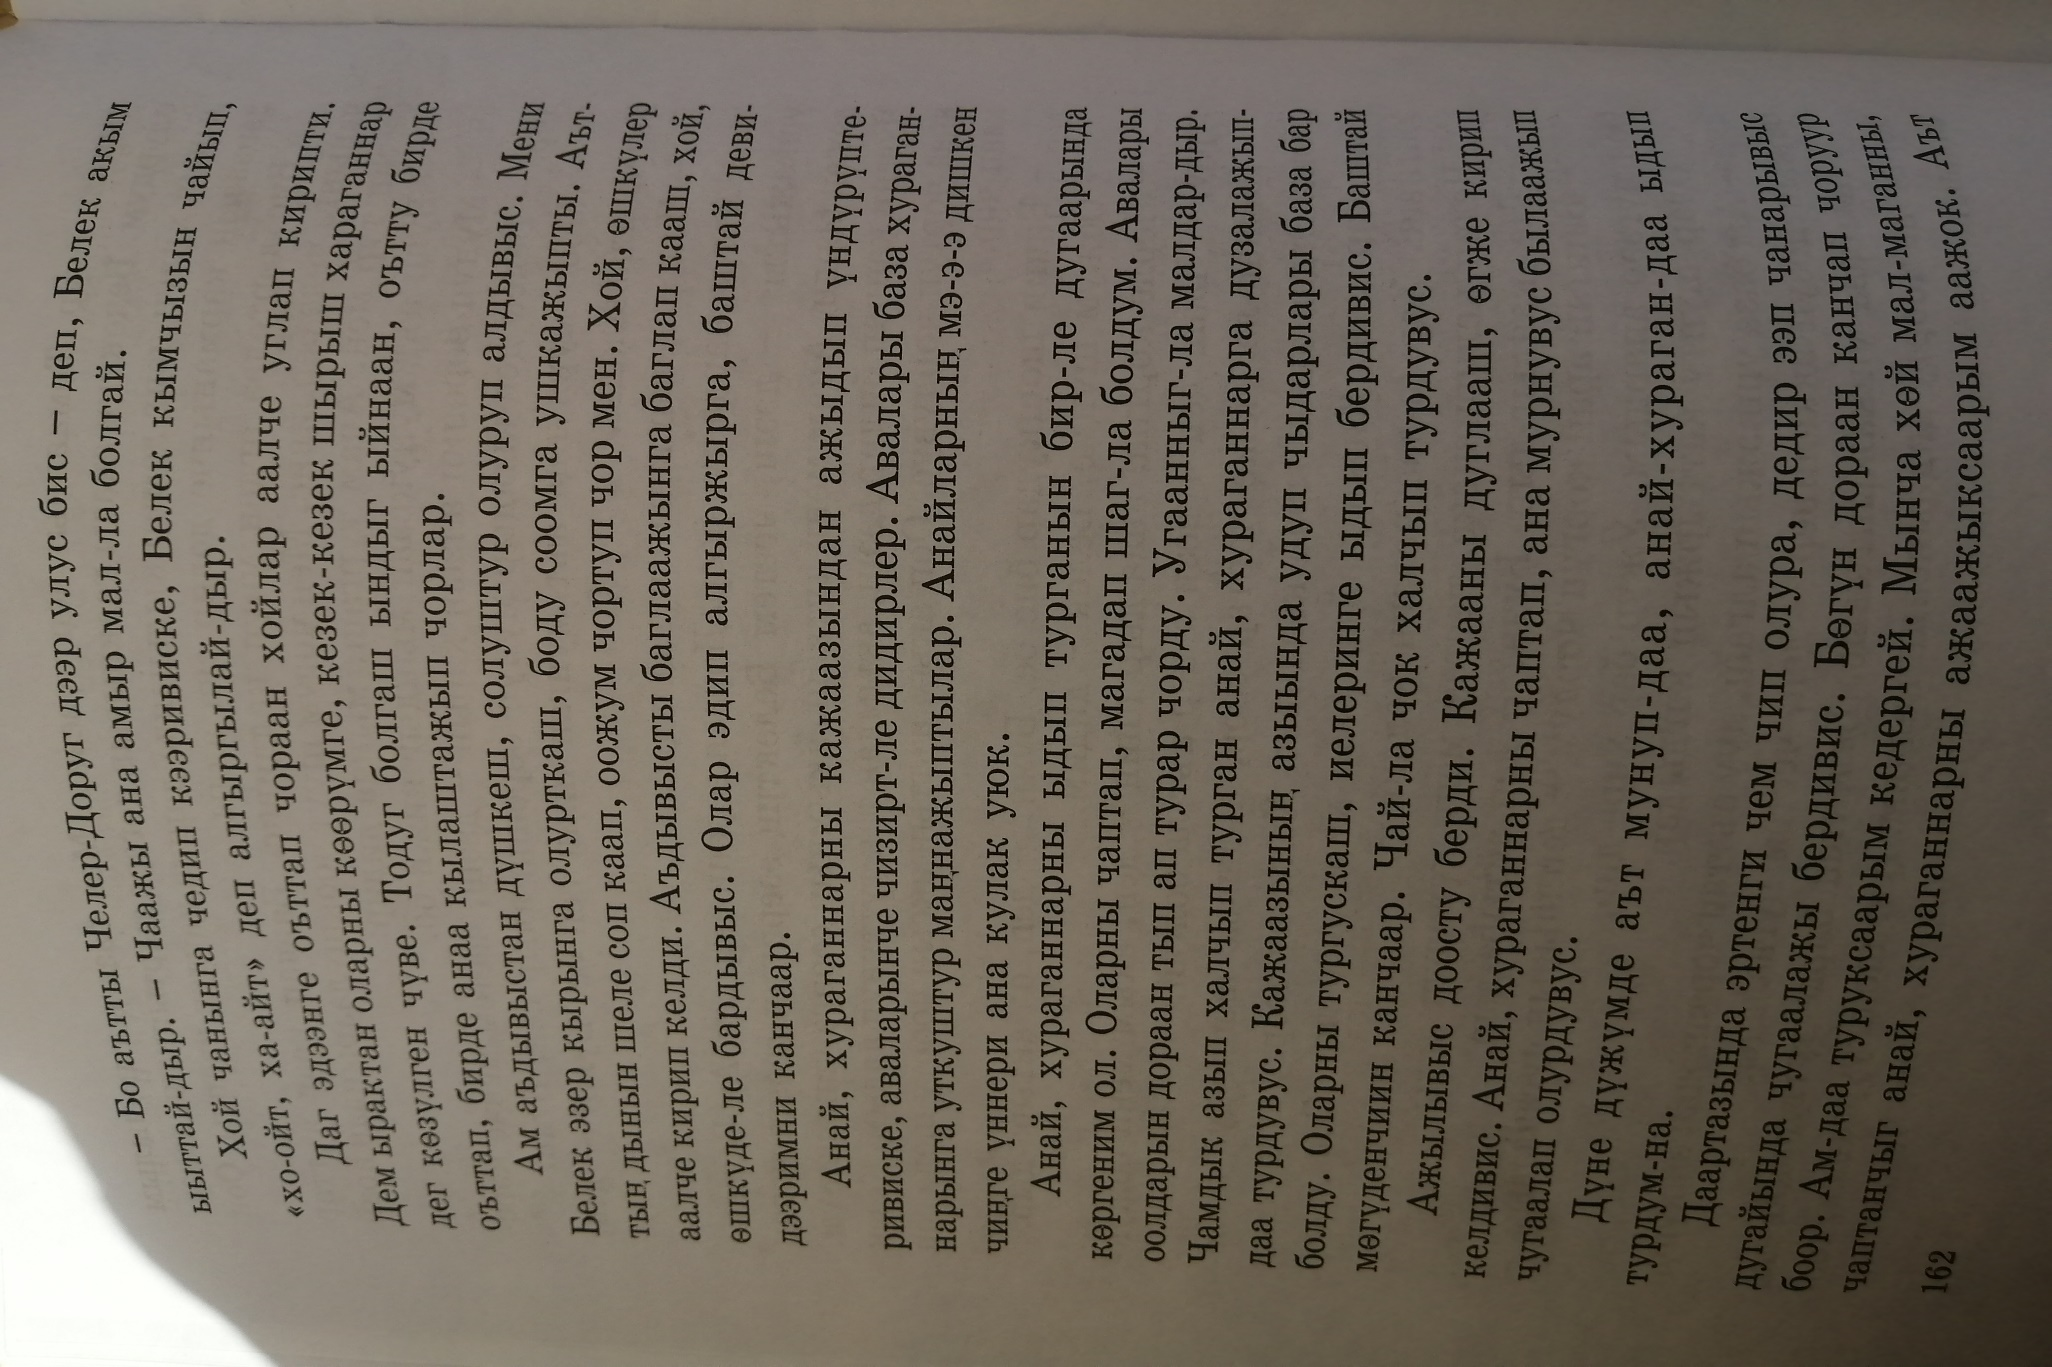 – Бо аътты Челер-Доруг дээр улус бис – деп, Белек акым
ыыттай-дыр. – Чаажы ана амыр мал-ла болгай.
Хой чанынга чедип кээривиске, Белек кымчызын чайып,
«хо-ойт, ха-айт» деп алгыргылай-дыр.
Даг эдээнге оъттап чораан хойлар аалче углап кирипти.
Дем ырактан оларны көөрүмге, кезек-кезек шырыш хараганнар
дег көзүлген чүве. Тодуг болгаш ындыг ыйнаан, оътту бирде
оъттап, бирде анаа кылаштажып чорлар.
Ам аъдывыстан дүшкеш, солуштур олуруп алдывыс. Мени
Белек эзер кырынга олурткаш, боду соомга ушкажыпты. Аът-
тың дынын шеле соп каап, оожум чортуп чор мен. Хой, өшкүлер
аалче кирип келди. Аъдывысты баглаажынга баглап кааш, хой,
өшкүде-ле бардывыс. Олар эдип алгыржырга, баштай деви-
дээримни канчаар.
Анай, хураганнарны кажаазындан ажыдып үндүрүпте-
ривиске, аваларынче чизирт-ле дидирлер. Авалары база хураган-
нарынга уткуштур маңнажыптылар. Анайларның мэ-э-э дишкен
чиңге үннери ана кулак уюк.
Анай, хураганнарны ыдып турганын бир-ле дугаарында
көргеним ол. Оларны чаптап, магадап шаг-ла болдум. Авалары
оолдарын дораан тып ап турар чорду. Угаанныг-ла малдар-дыр.
Чамдык азып халчып турган анай, хураганнарга дузалажып-
даа турдувус. Кажаазының азыында удуп чыдарлары база бар
болду. Оларны тургускаш, иелеринге ыдып бердивис. Баштай
мөгүденчиин канчаар. Чай-ла чок халчып турдувус.
Ажылывыс доосту берди. Кажааны дуглааш, өгже кирип
келдивис. Анай, хураганнарны чаптап, ана мурнувус былаажып
чугаалап олурдувус.
Дүне дүжүмде аът мунуп-даа, анай-хураган-даа ыдып
турдум-на.
Даартазында эртенги чем чип олура, дедир ээп чанарывыс
дугайында чугаалажы бердивис. Бөгүн дораан канчап чоруур
боор. Ам-даа туруксаарым кедергей. Мынча хөй мал-маганны,
чаптанчыг анай, хураганнарны ажаажыксаарым аажок. Аът
162